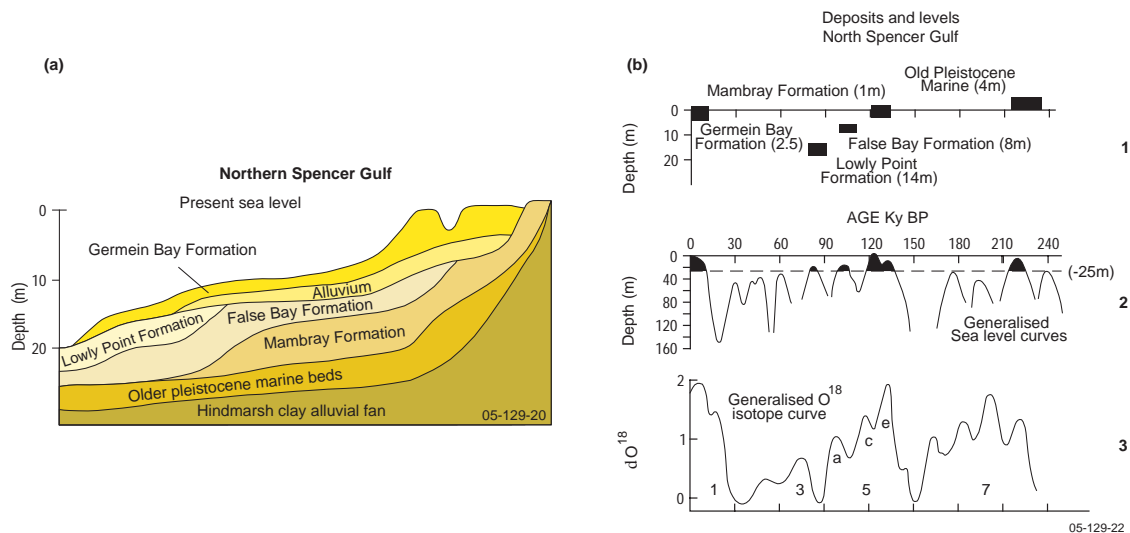 (a)
Northern Spencer Gulf
Present sea level
Germein Bay Formation
Depth (m)
0
10
20
Alluvium
Lowly Point Formation
False Bay Formation
Mambray Formation
Older pleistocene marine beds
Hindmarsh clay alluvial fan
05-129-20
Deposits and levels
North Spencer Gulf
(b)
Old Pleistocene
Marine (4m)
Mambray Formation (1m)
Depth (m)
0
10
20
Germein Bay
Formation (2.5)
False Bay Formation (8m)
Lowly Point
Formation (14m)
1
AGE Ky BP
0 30 60 90 120 150 180 210 240
Depth (m)
0
40
80
120
160
(-25m)
Generalised
Sea level curves
2
dO18
2
1
0
Generalised O18
isotope curve
a
c
e
1 3 5 7
3
05-129-22